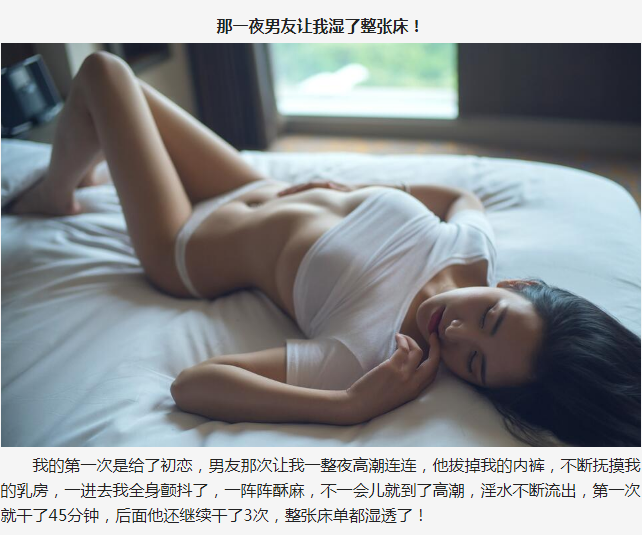 那一夜男友让我湿了整张床！
我的第一次是给了初恋，男友那次让我一整夜高潮连连，他拔掉我的内裤，不断抚摸我
的乳房，一进去我全身颤抖了，一阵阵酥麻，不一会儿就到了高潮，淫水不断流出，第一次
就干了45分钟，后面他还继续干了3次，整张床单都湿透了！